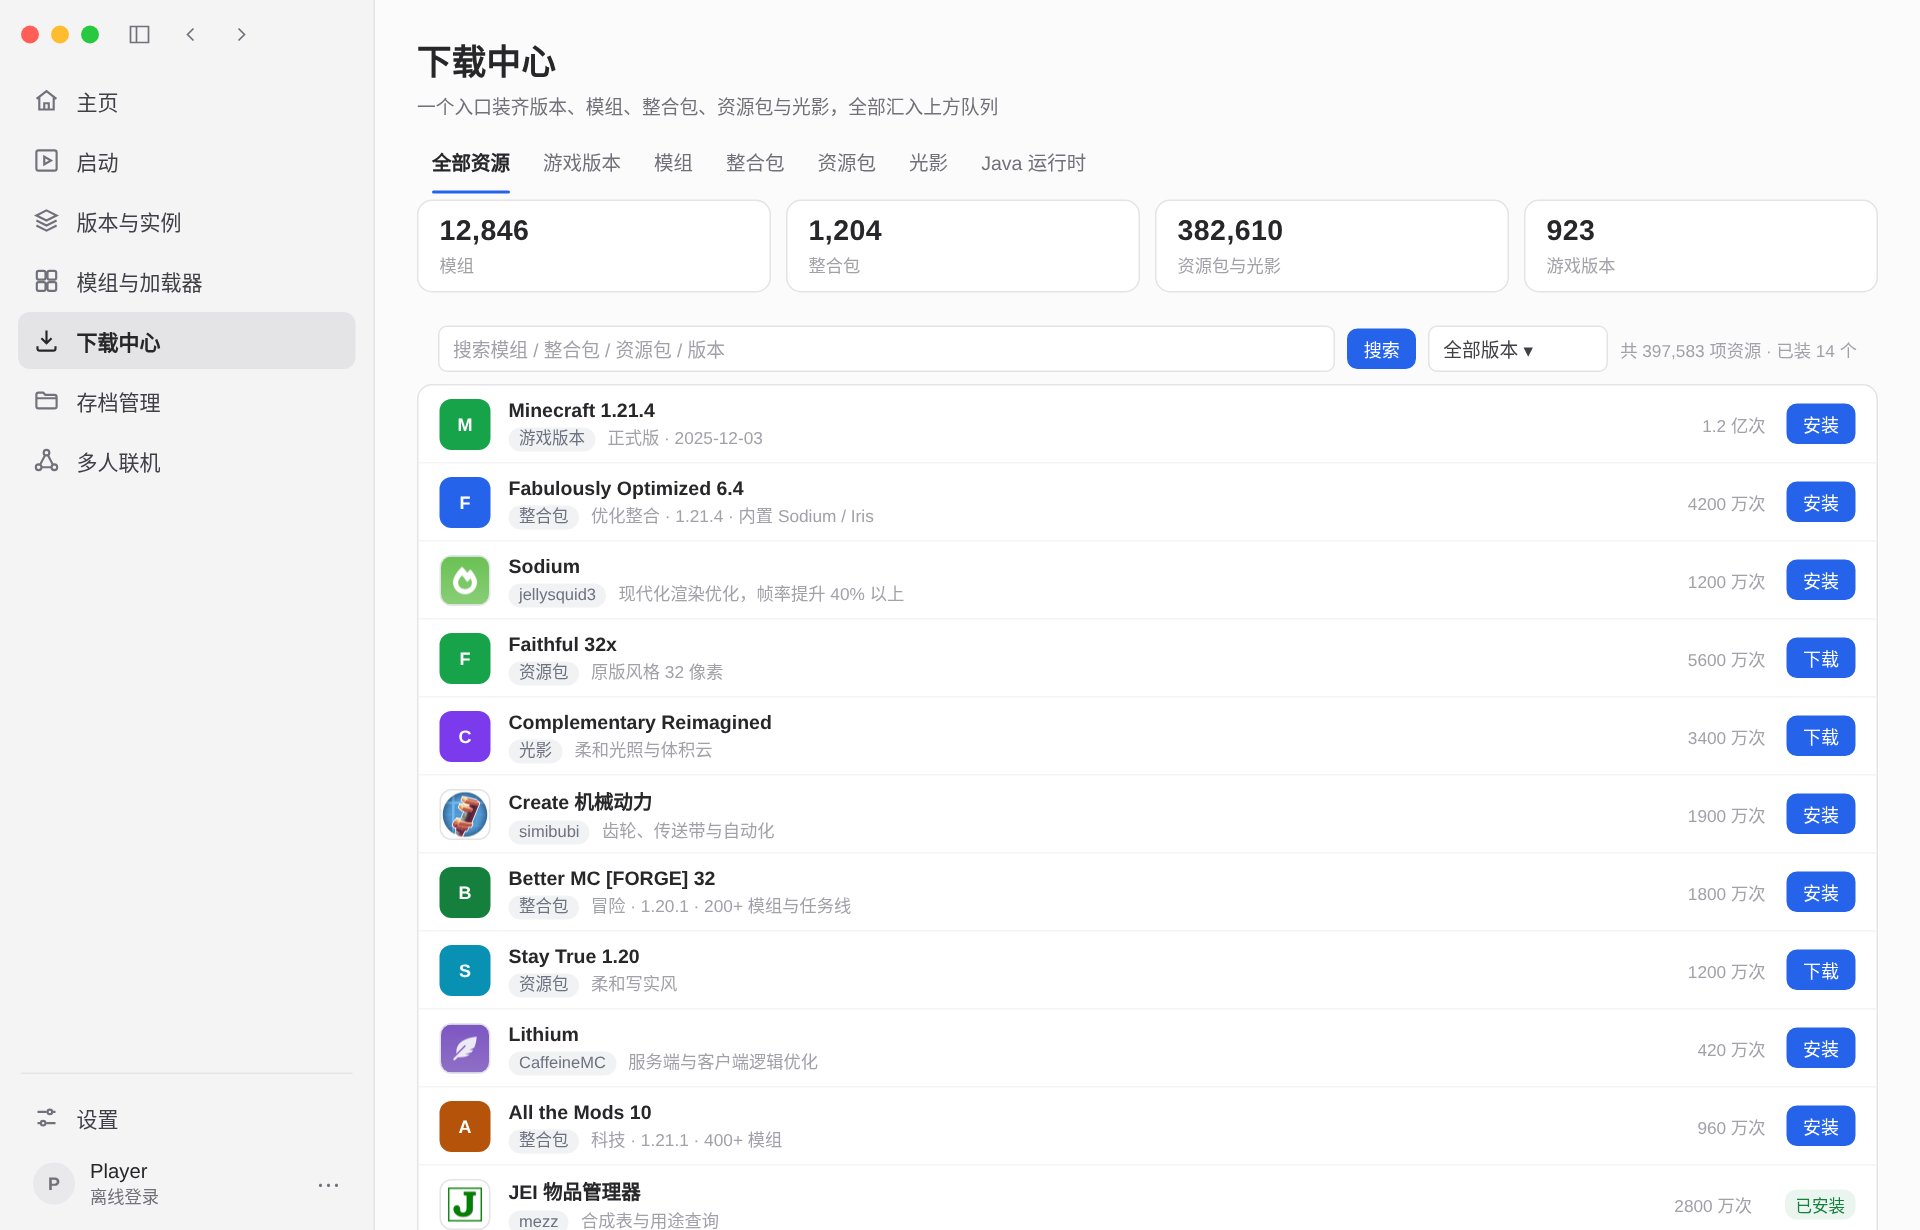 主页
启动
版本与实例
模组与加载器
下载中心
存档管理
多人联机
设置
P
Player
离线登录
下载中心
一个入口装齐版本、模组、整合包、资源包与光影，全部汇入上方队列
全部资源 游戏版本 模组 整合包 资源包 光影 Java 运行时
12,846
模组
1,204
整合包
382,610
资源包与光影
923
游戏版本
搜索模组 / 整合包 / 资源包 / 版本
搜索
全部版本 ▾
共 397,583 项资源 · 已装 14 个
M
Minecraft 1.21.4
游戏版本 正式版 · 2025-12-03
1.2 亿次
安装
F
Fabulously Optimized 6.4
整合包 优化整合 · 1.21.4 · 内置 Sodium / Iris
4200 万次
安装
Sodium
jellysquid3 现代化渲染优化，帧率提升 40% 以上
1200 万次
安装
F
Faithful 32x
资源包 原版风格 32 像素
5600 万次
下载
C
Complementary Reimagined
光影 柔和光照与体积云
3400 万次
下载
Create 机械动力
simibubi 齿轮、传送带与自动化
1900 万次
安装
B
Better MC [FORGE] 32
整合包 冒险 · 1.20.1 · 200+ 模组与任务线
1800 万次
安装
S
Stay True 1.20
资源包 柔和写实风
1200 万次
下载
Lithium
CaffeineMC 服务端与客户端逻辑优化
420 万次
安装
A
All the Mods 10
整合包 科技 · 1.21.1 · 400+ 模组
960 万次
安装
J
JEI 物品管理器
mezz 合成表与用途查询
2800 万次
已安装